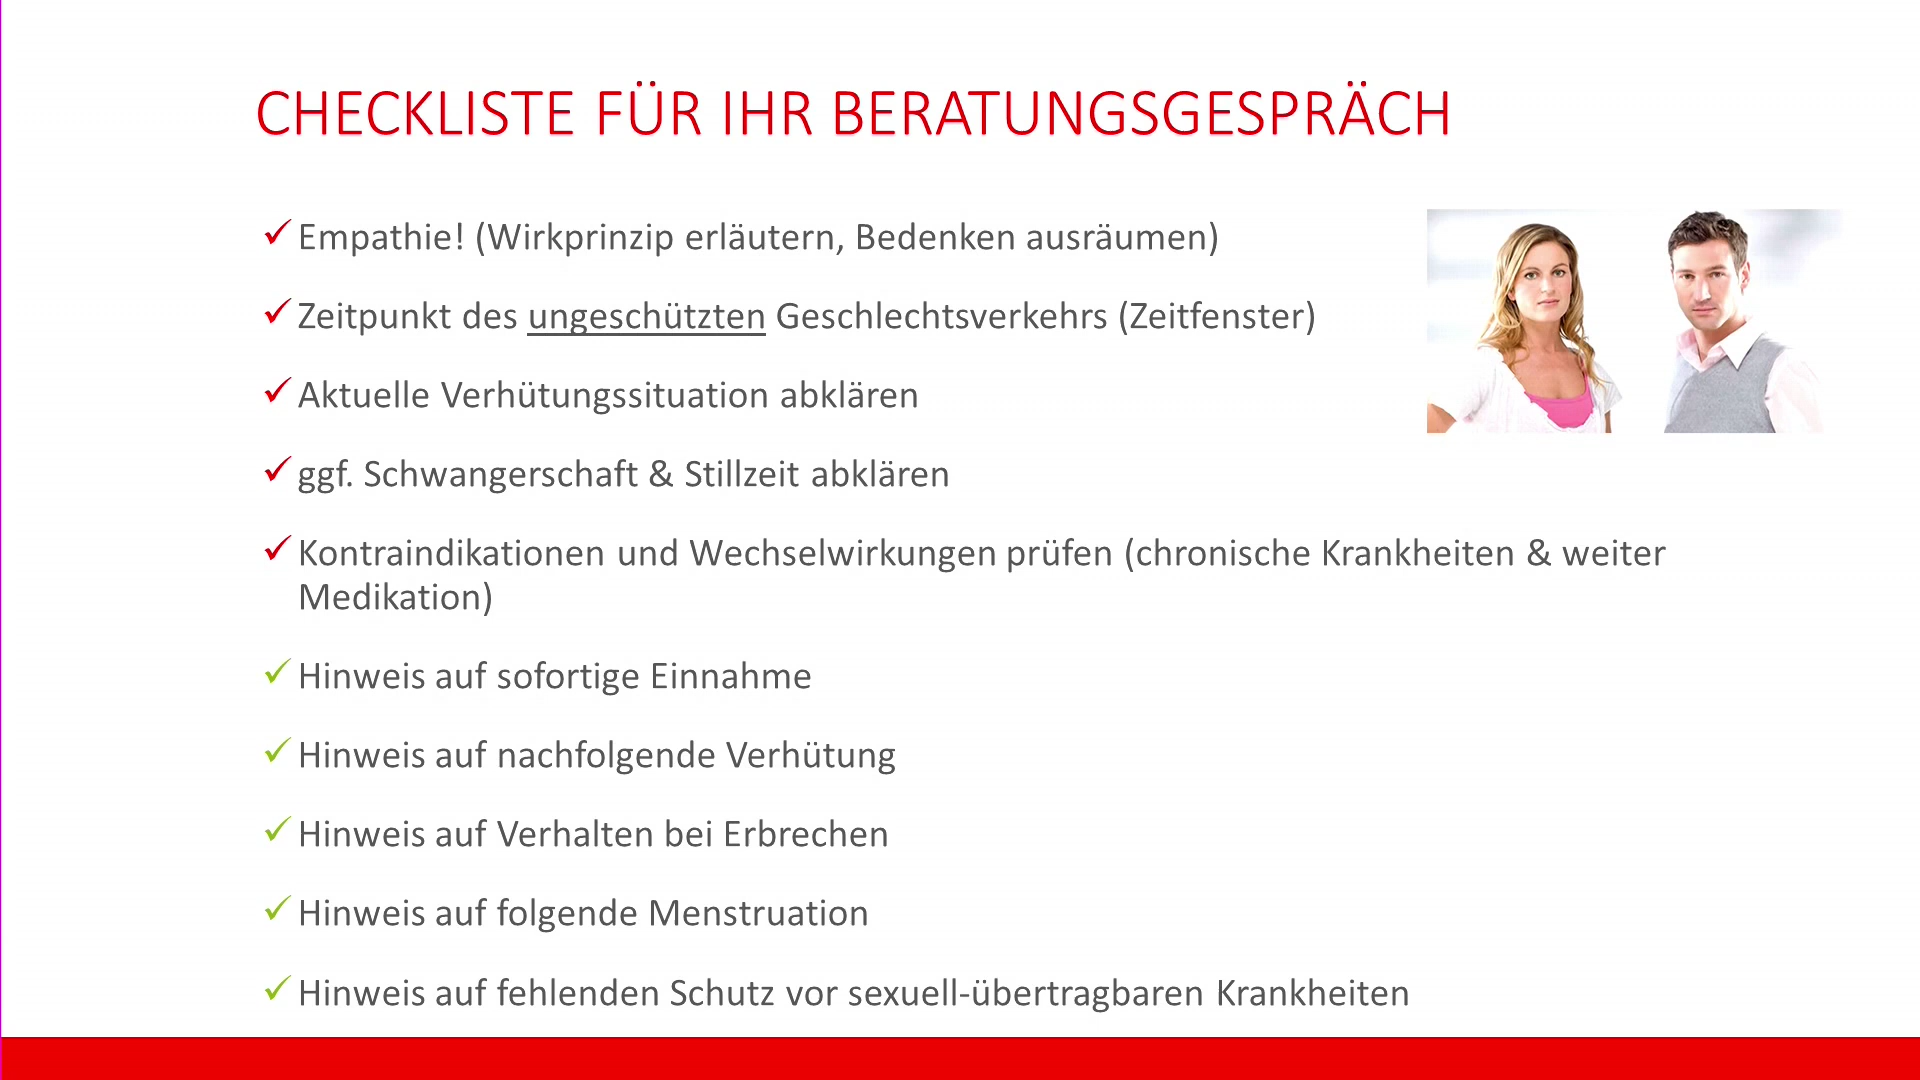 CHECKLISTE FÜR IHR BERATUNGSGESPRÄCH
Empathie! (Wirkprinzip erläutern, Bedenken ausräumen)
Zeitpunkt des ungeschützten Geschlechtsverkehrs (Zeitfenster)
Aktuelle Verhütungssituation abklären
ggf. Schwangerschaft & Stillzeit abklären
Kontraindikationen und Wechselwirkungen prüfen (chronische Krankheiten & weiter
Medikation)
Hinweis auf sofortige Einnahme
Hinweis auf nachfolgende Verhütung
Hinweis auf Verhalten bei Erbrechen
Hinweis auf folgende Menstruation
Hinweis auf fehlenden Schutz vor sexuell-übertragbaren Krankheiten